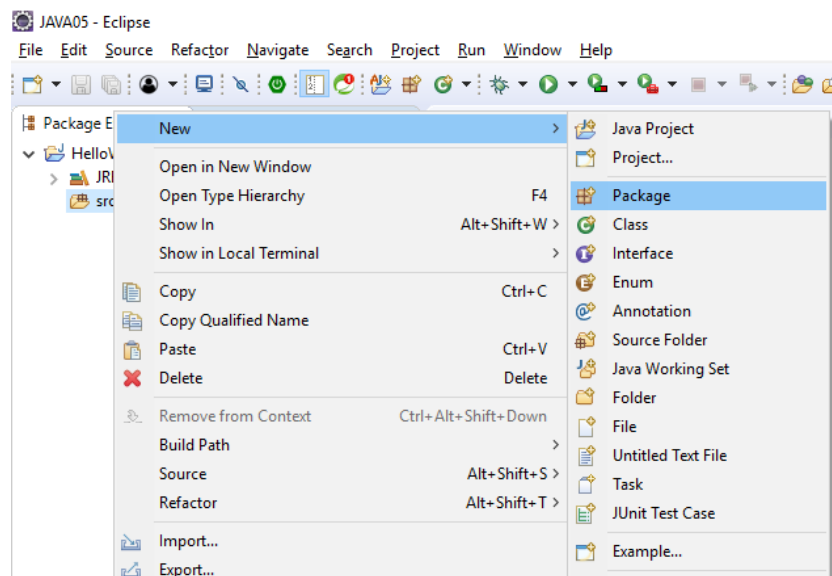 JAVA05 - Eclipse
File Edit Source Refactor Navigate Search Project Run Window Help
Package E
New
HelloW
JRE
src
Open in New Window
Open Type Hierarchy F4
Show In Alt+Shift+W >
Show in Local Terminal >
Copy Ctrl+C
Copy Qualified Name
Paste Ctrl+V
Delete Delete
Remove from Context Ctrl+Alt+Shift+Down
Build Path >
Source Alt+Shift+S >
Refactor Alt+Shift+T >
Import...
Export...
Java Project
Project...
Package
Class
Interface
Enum
Annotation
Source Folder
Java Working Set
Folder
File
Untitled Text File
Task
JUnit Test Case
Example...